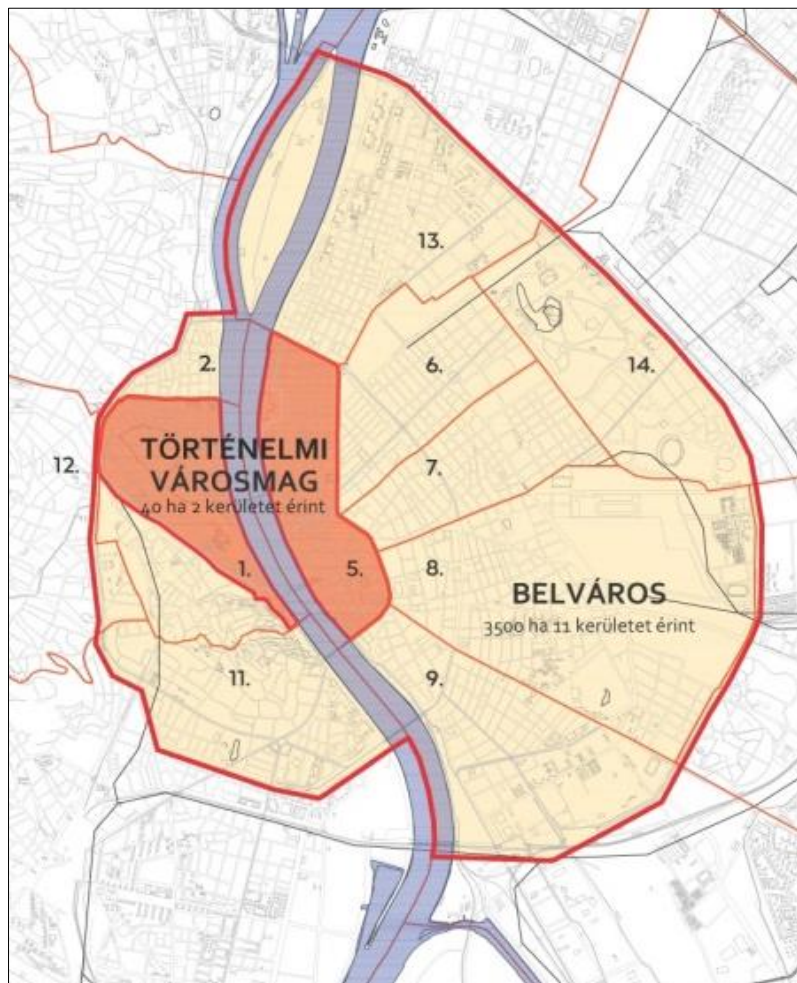 13.
6.
14.
2.
TÖRTÉNELMI
VÁROSMAG
40 ha 2 kerületet érint
12.
7.
1.
5.
8.
BELVÁROS
3500 ha 11 kerületet érint
11.
9.